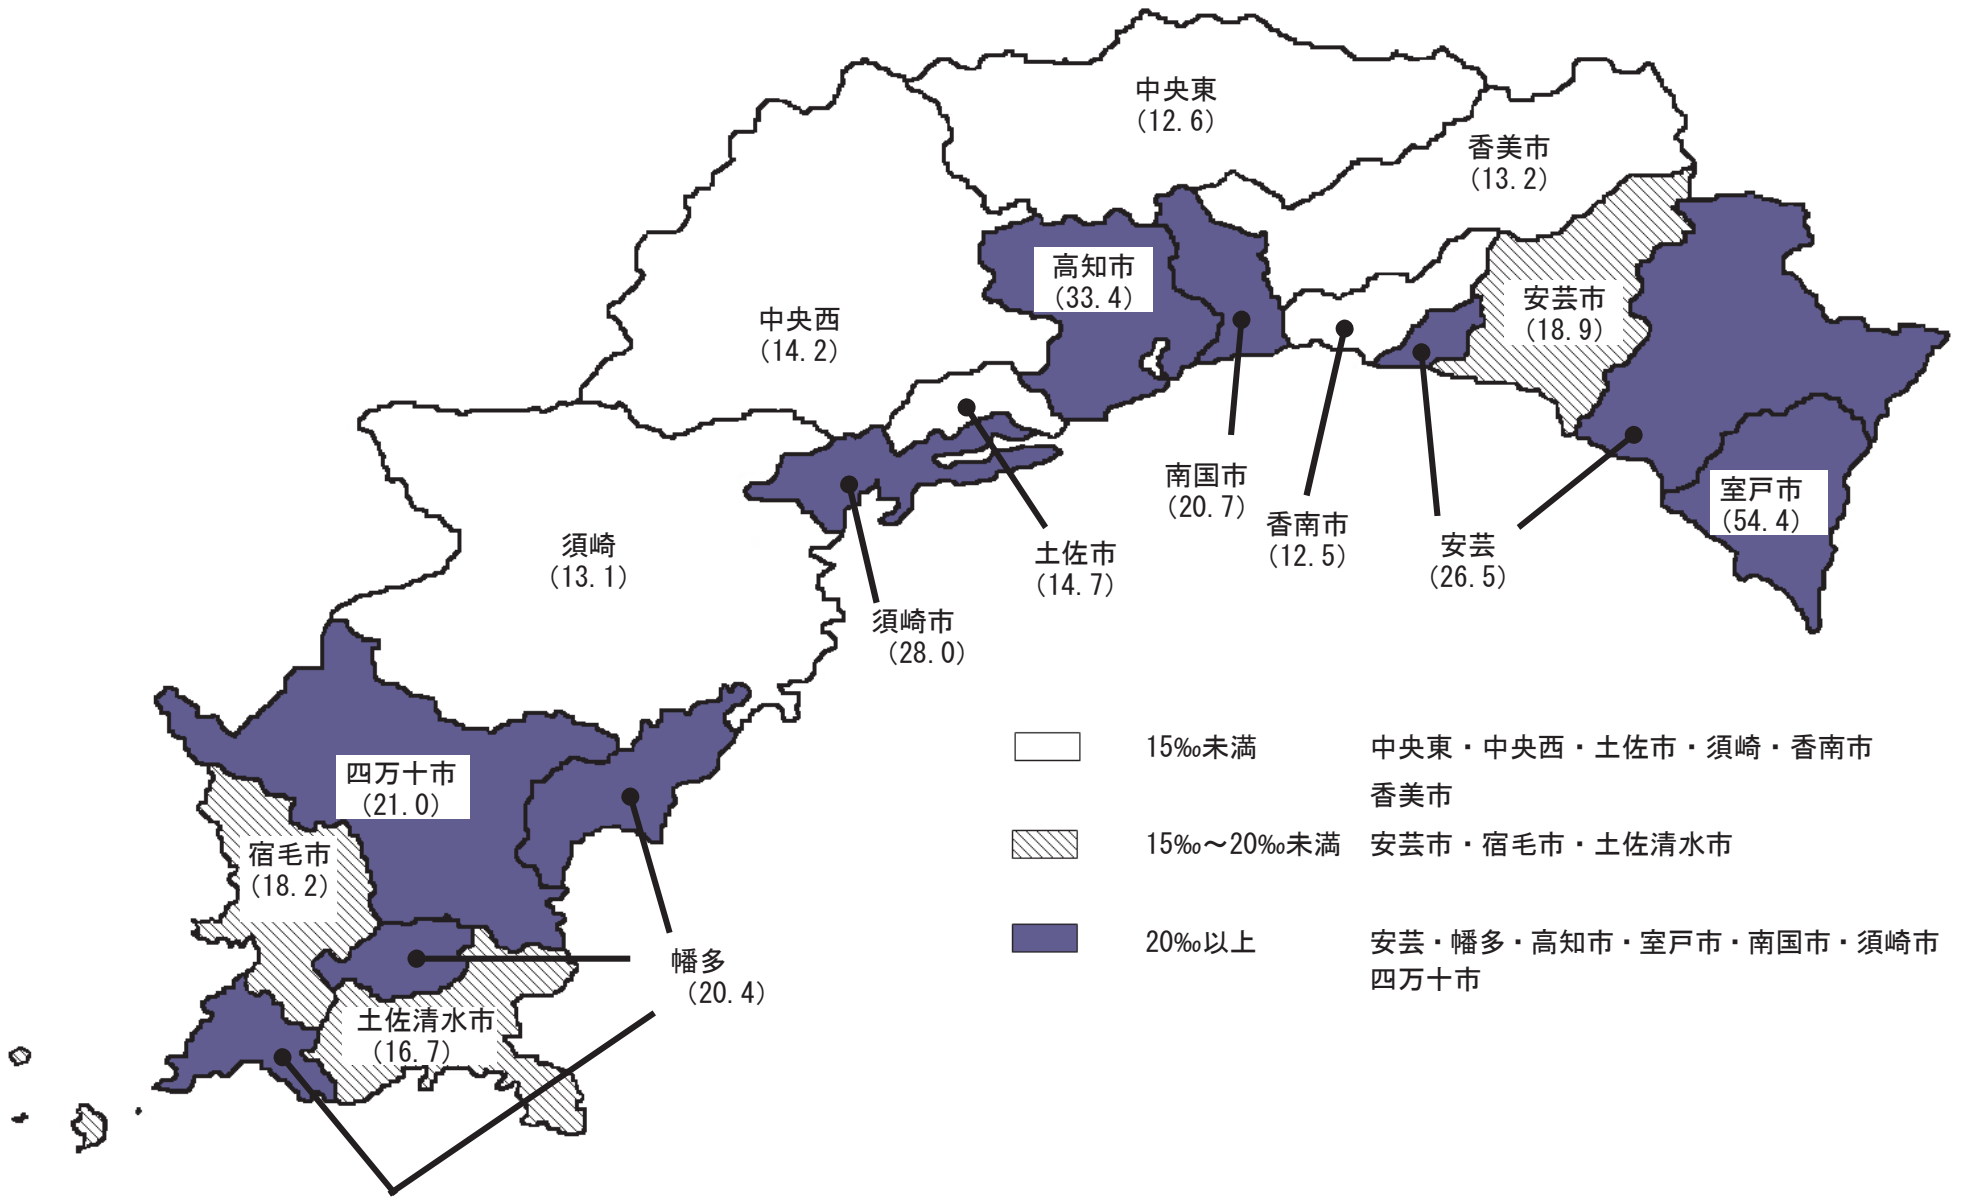 中央東
(12.6)
香美市
(13.2)
高知市
(33.4)
安芸市
(18.9)
中央西
(14.2)
南国市
(20.7)
香南市
(12.5)
安芸
(26.5)
室戸市
(54.4)
須崎
(13.1)
土佐市
(14.7)
須崎市
(28.0)
四万十市
(21.0)
宿毛市
(18.2)
幡多
(20.4)
土佐清水市
(16.7)
15‰未満 中央東・中央西・土佐市・須崎・香南市
香美市
15‰～20‰未満 安芸市・宿毛市・土佐清水市
20‰以上 安芸・幡多・高知市・室戸市・南国市・須崎市
四万十市